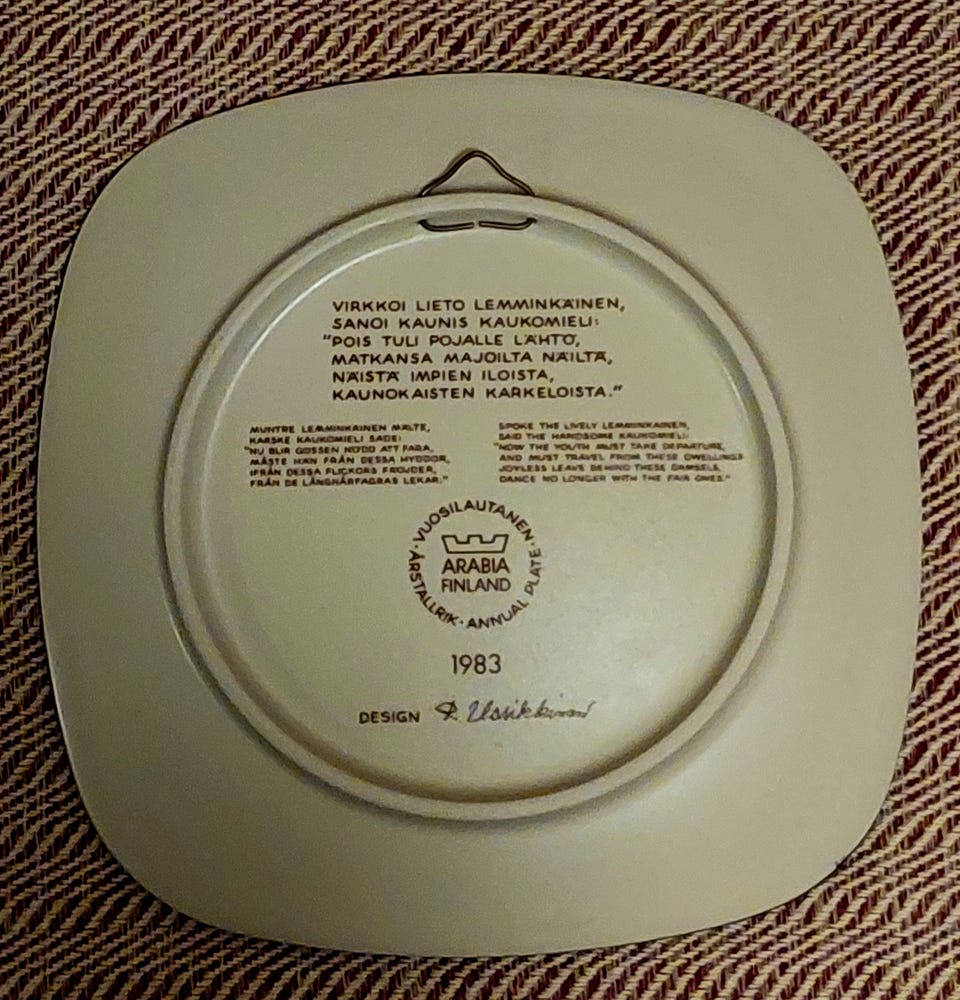 VIRKKOI LIETO LEMMINKÄINEN,
SANOI KAUNIS KAUKOMIELI:
"POIS TULI POJALLE LÄHTÖ,
MATKANSA MAJOILTA NÄILTÄ,
NÄISTÄ IMPIEN ILOISTA,
KAUNOKAISTEN KARKELOISTA."
MUNTRE LEMMINKÄINEN MÄLTE,
KARSKE KAUKOMIELI SADE:
"NU BLIR GOSSEN NÖDD ATT FARA,
MÅSTE HAN FRÅN DESSA HYDDOR,
IFRÅN DESSA FLICKORS FRÖJDER,
FRÅN DE LÅNGHÅRFAGRAS LEKAR."
SPOKE THE LIVELY LEMMINKÄINEN,
SAID THE HANDSOME KAUKOMIELI:
"NOW THE YOUTH MUST TAKE DEPARTURE,
AND MUST TRAVEL FROM THESE DWELLINGS
JOYLESS LEAVE BEHIND THESE DAMSELS,
DANCE NO LONGER WITH THE FAIR ONES."
·VUOSILAUTANEN·
ARABIA
FINLAND
ÅRSTALLRIK·ANNUAL PLATE
1983
DESIGN R. Uosikkinen